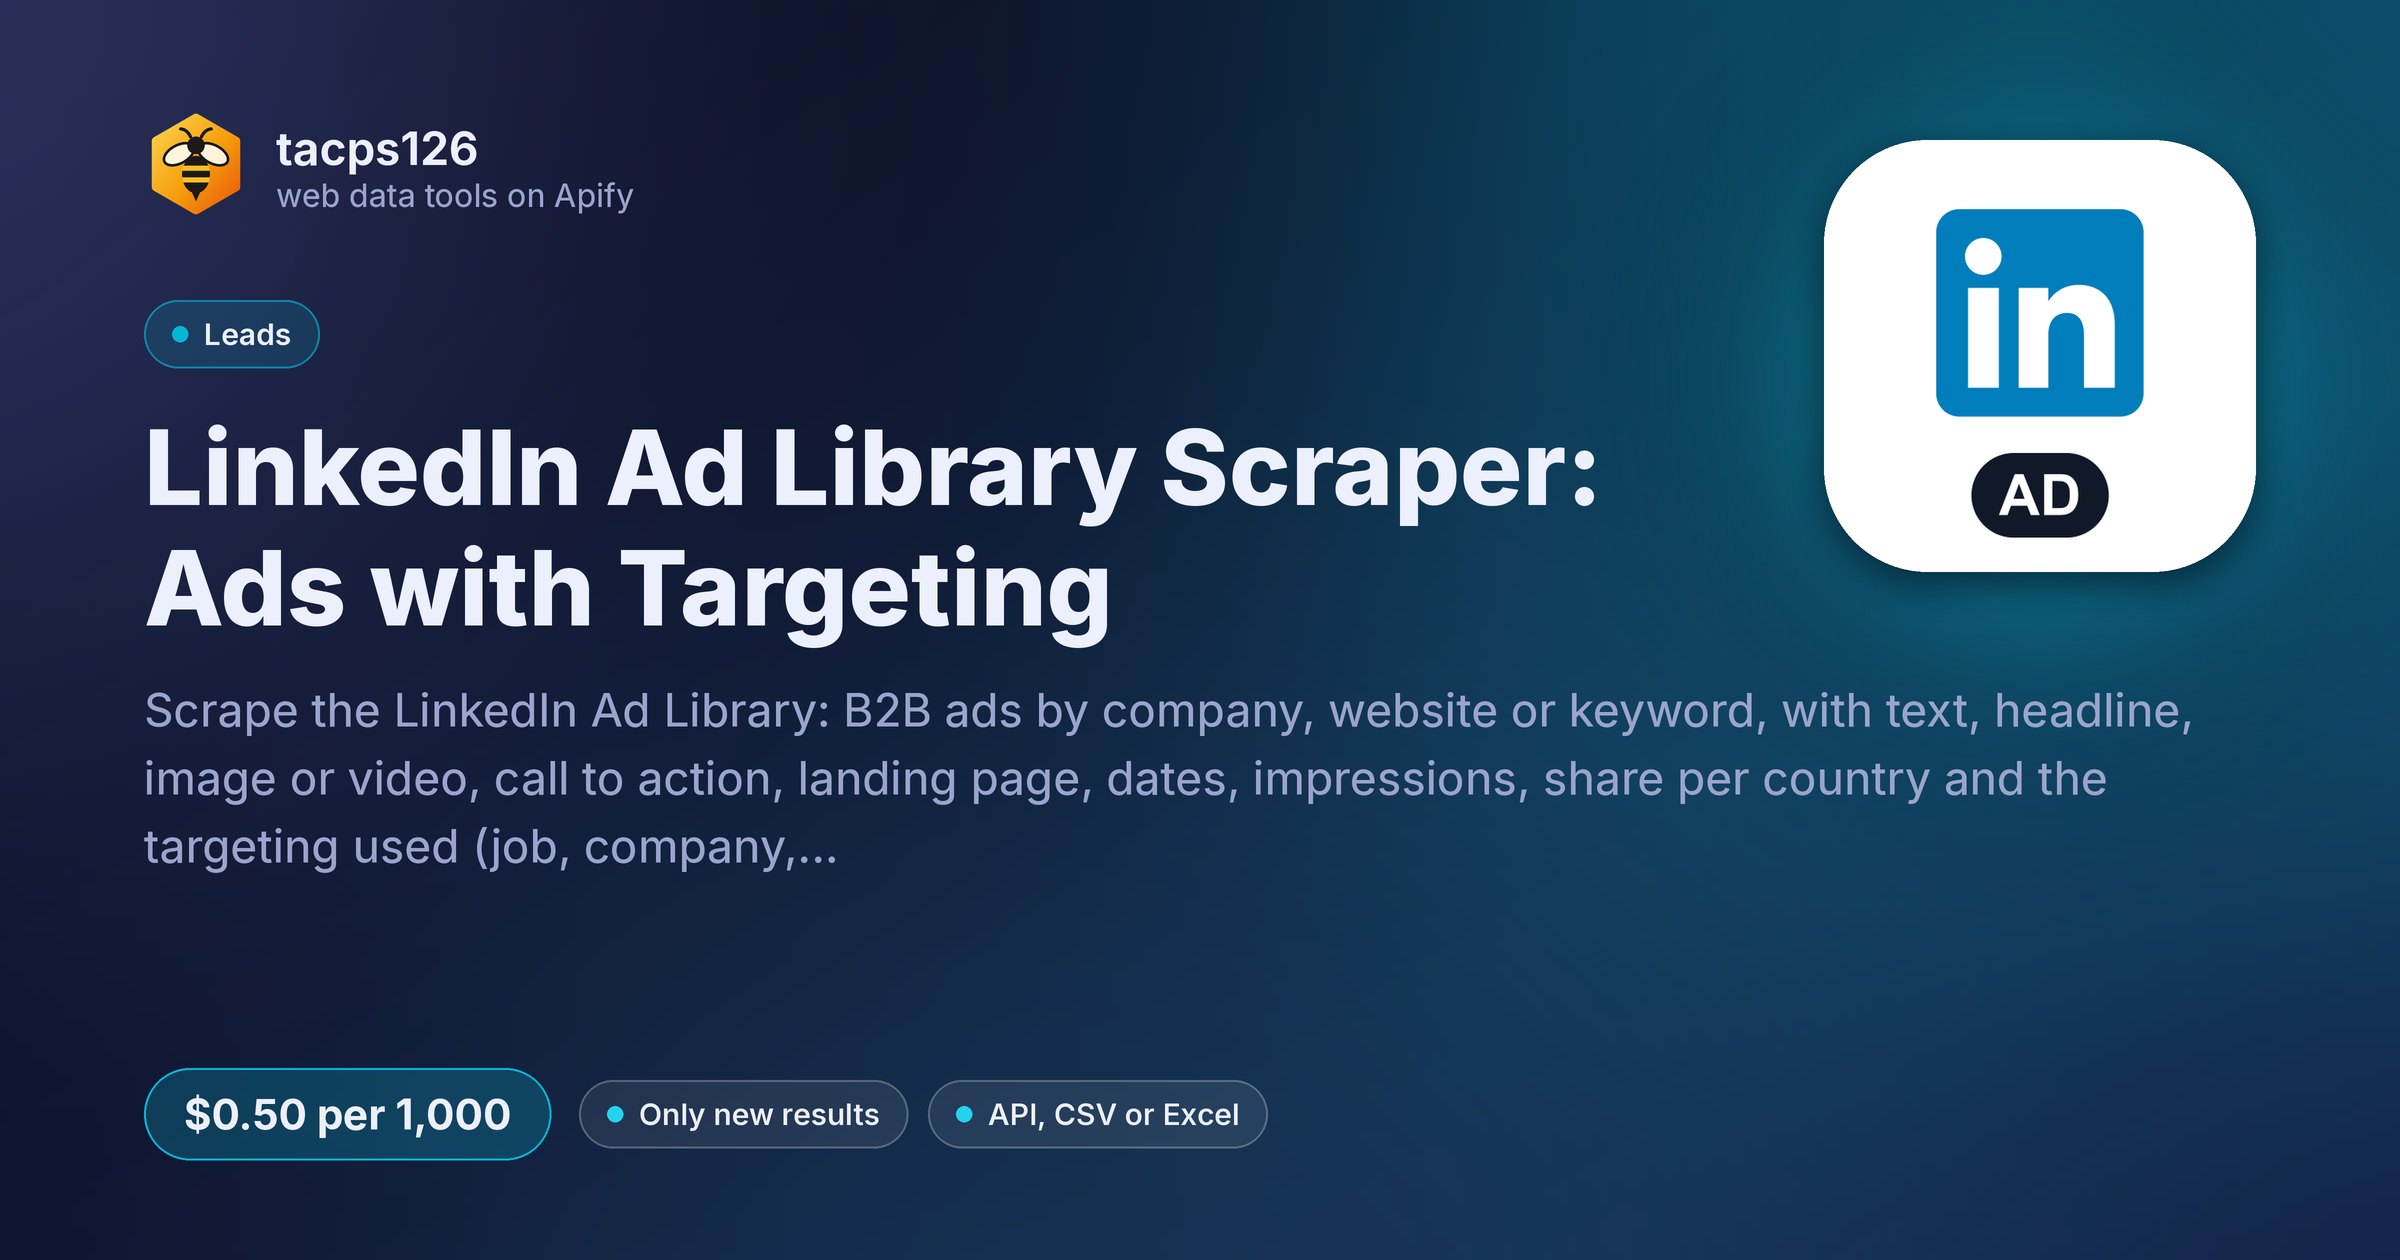 tacps126
web data tools on Apify
Leads
LinkedIn Ad Library Scraper:
Ads with Targeting
Scrape the LinkedIn Ad Library: B2B ads by company, website or keyword, with text, headline,
image or video, call to action, landing page, dates, impressions, share per country and the
targeting used (job, company,...
$0.50 per 1,000
Only new results
API, CSV or Excel
in
AD